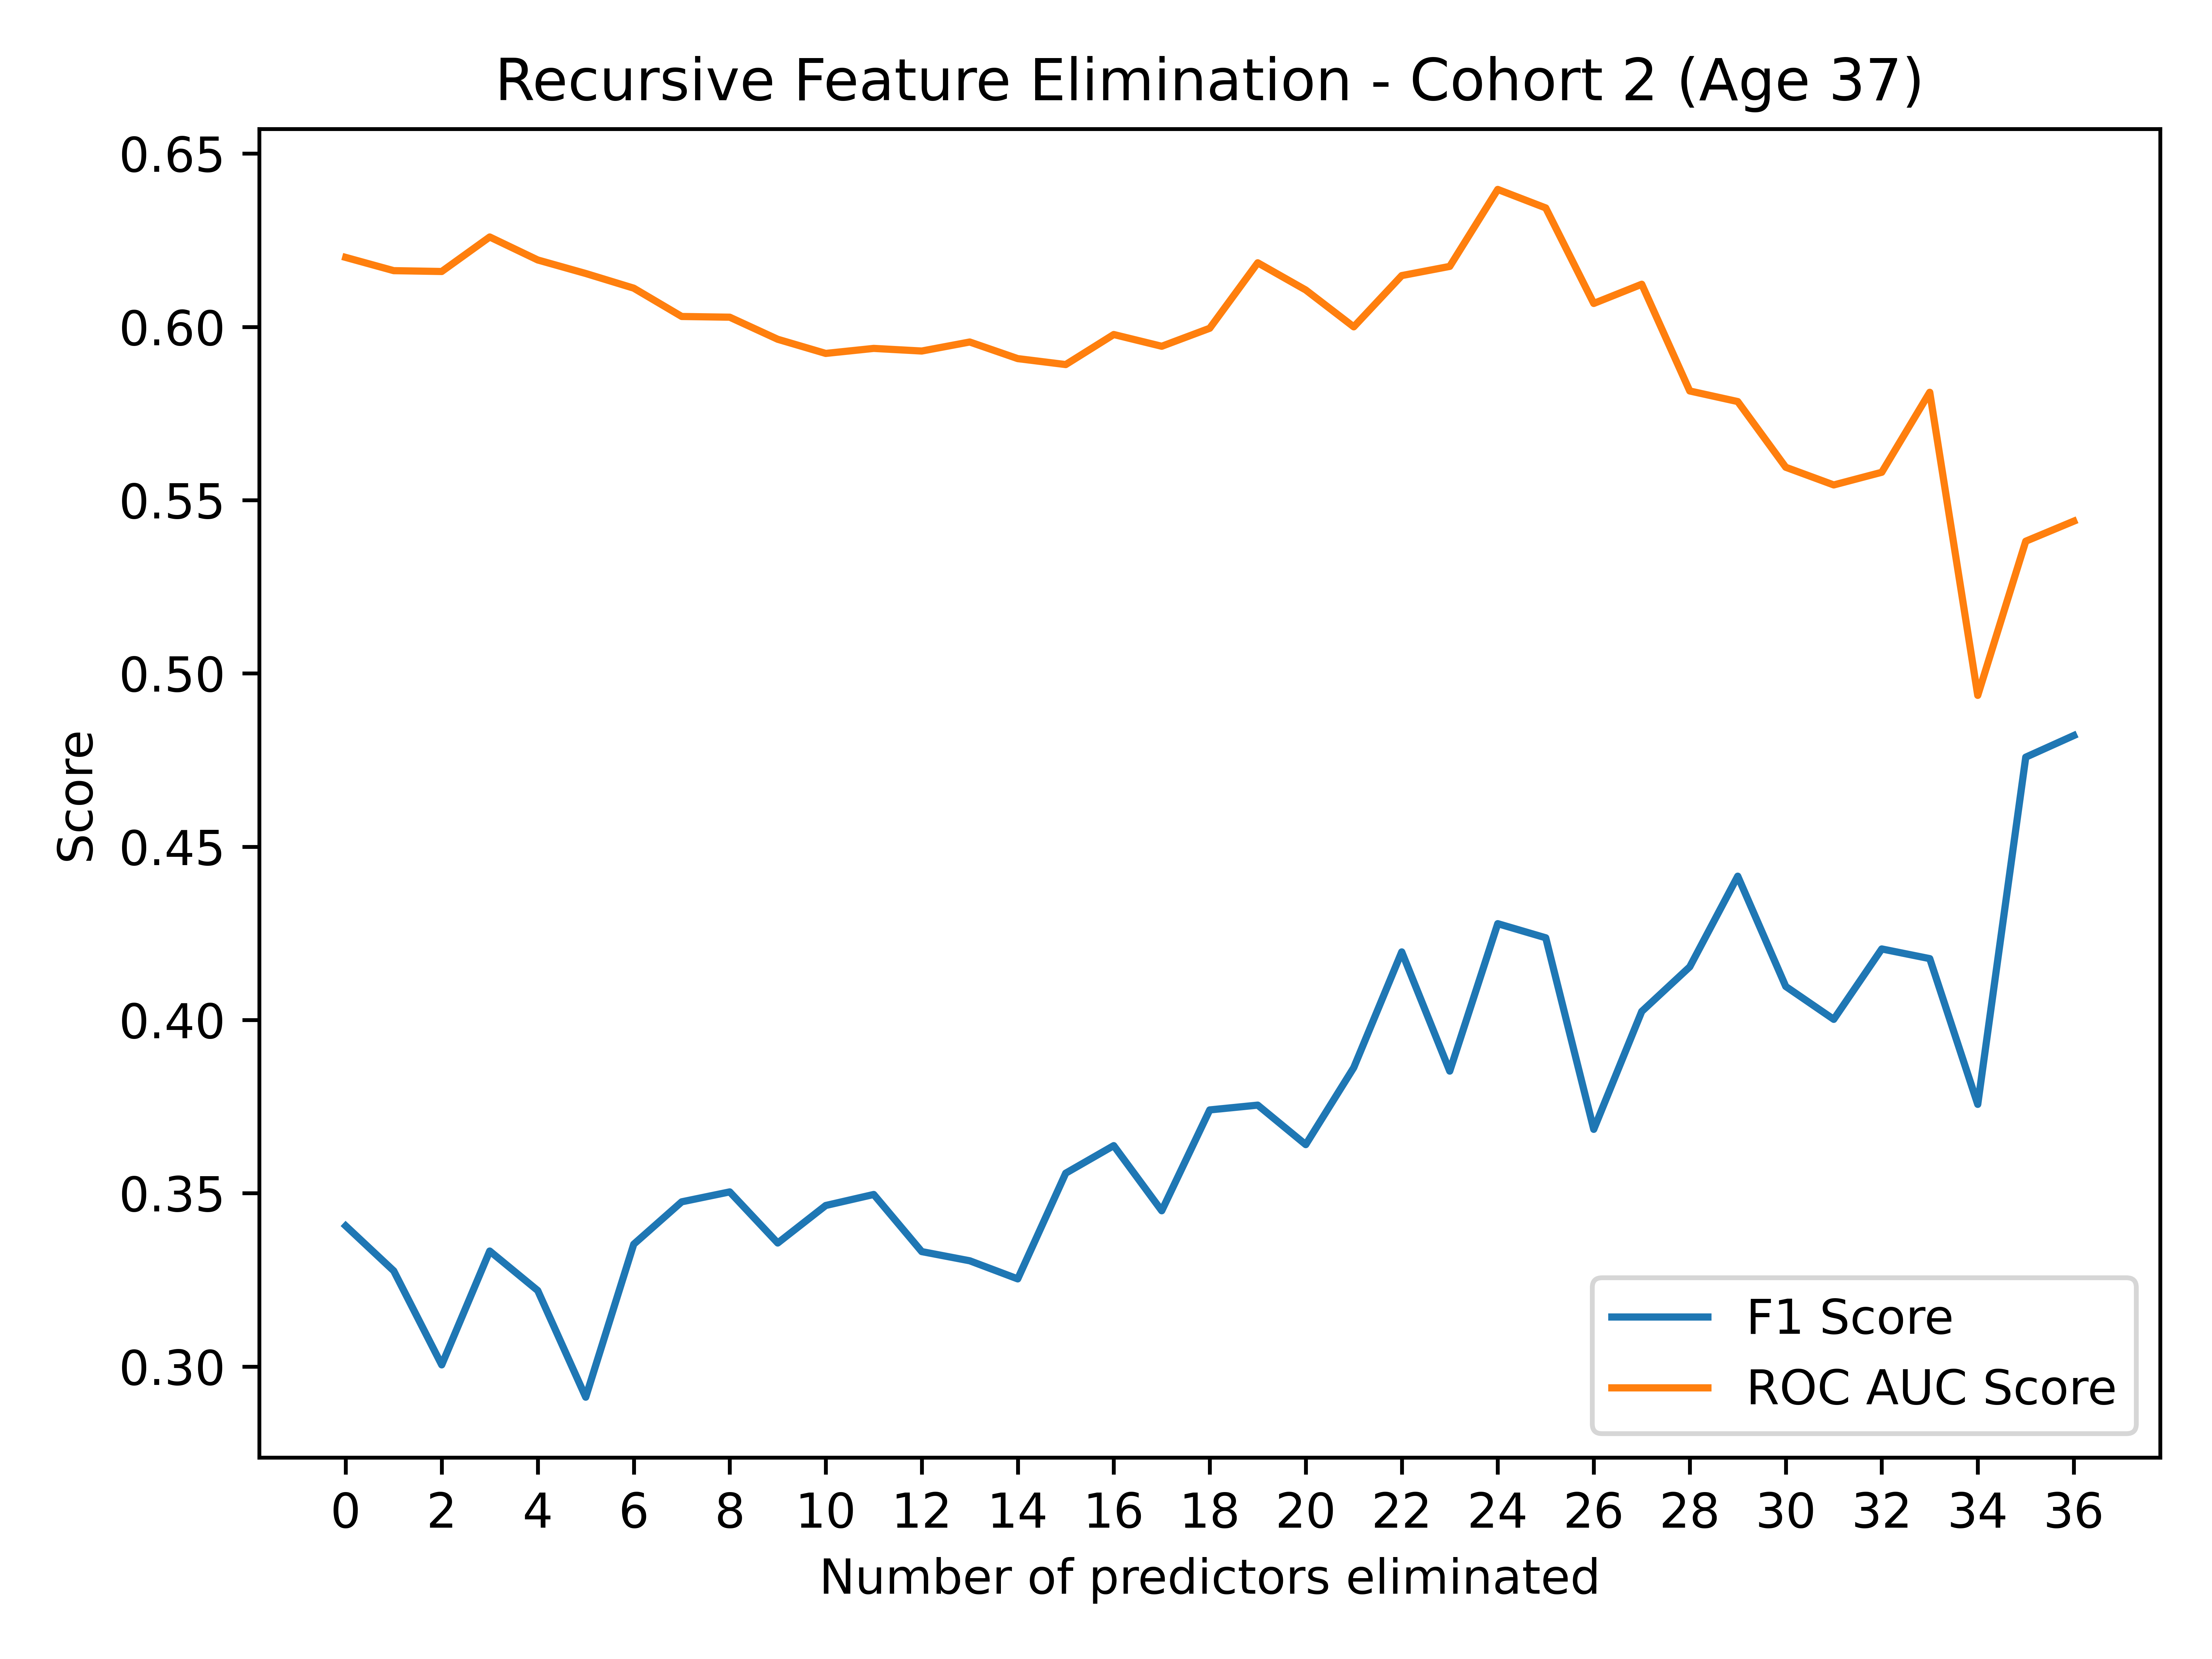 Recursive Feature Elimination - Cohort 2 (Age 37)
0.65
0.60
0.55
0.50
0.45
0.40
0.35
0.30
Score
F1 Score
ROC AUC Score
0 2 4 6 8 10 12 14 16 18 20 22 24 26 28 30 32 34 36
Number of predictors eliminated